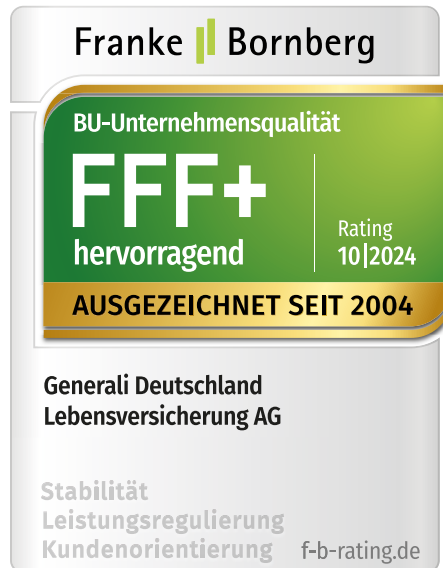 Franke Bornberg
BU-Unternehmensqualität
FFF+
hervorragend
Rating
10|2024
AUSGEZEICHNET SEIT 2004
Generali Deutschland
Lebensversicherung AG
Stabilität
Leistungsregulierung
Kundenorientierung
f-b-rating.de